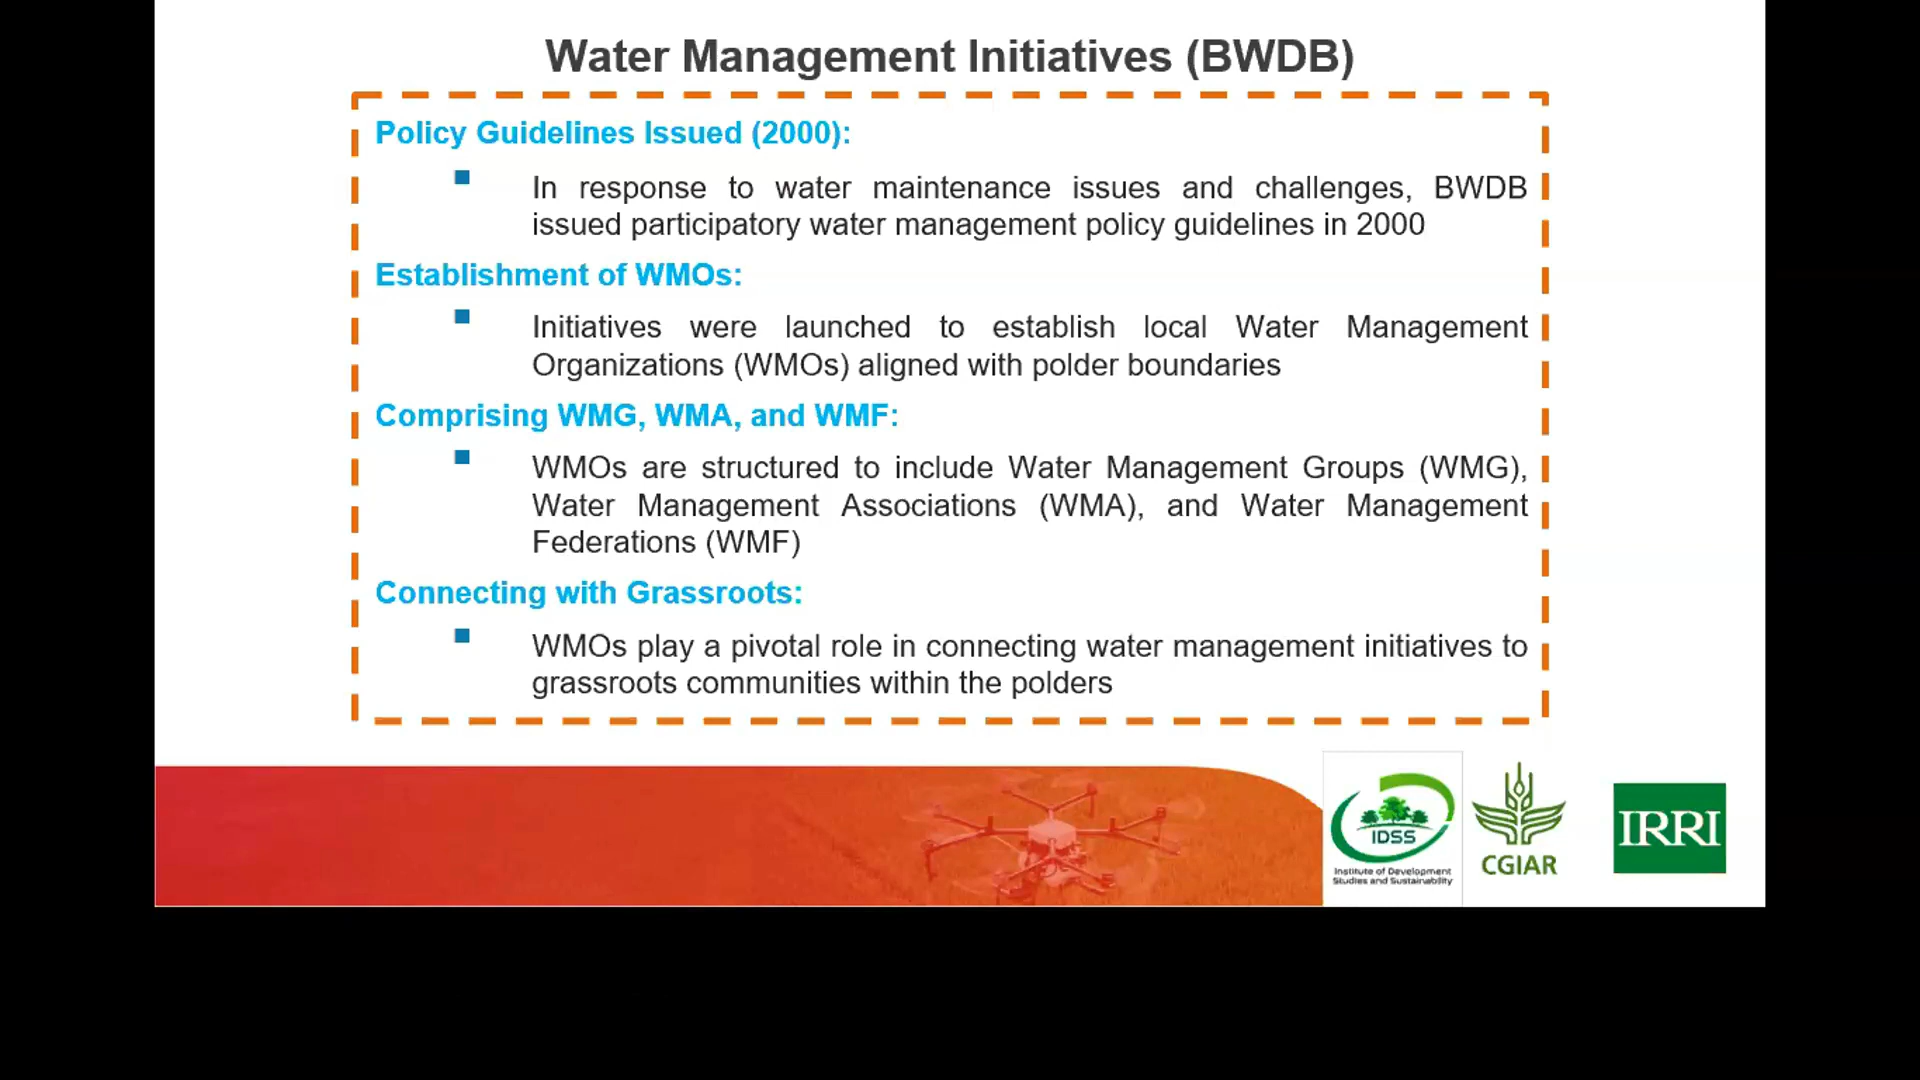 Water Management Initiatives (BWDB)
Policy Guidelines Issued (2000):
In response to water maintenance issues and challenges, BWDB
issued participatory water management policy guidelines in 2000
Establishment of WMOs:
Initiatives were launched to establish local Water Management
Organizations (WMOs) aligned with polder boundaries
Comprising WMG, WMA, and WMF:
WMOs are structured to include Water Management Groups (WMG),
Water Management Associations (WMA), and Water Management
Federations (WMF)
Connecting with Grassroots:
WMOs play a pivotal role in connecting water management initiatives to
grassroots communities within the polders
IDSS
Institute of Development
Studies and Sustainability
CGIAR
IRRI